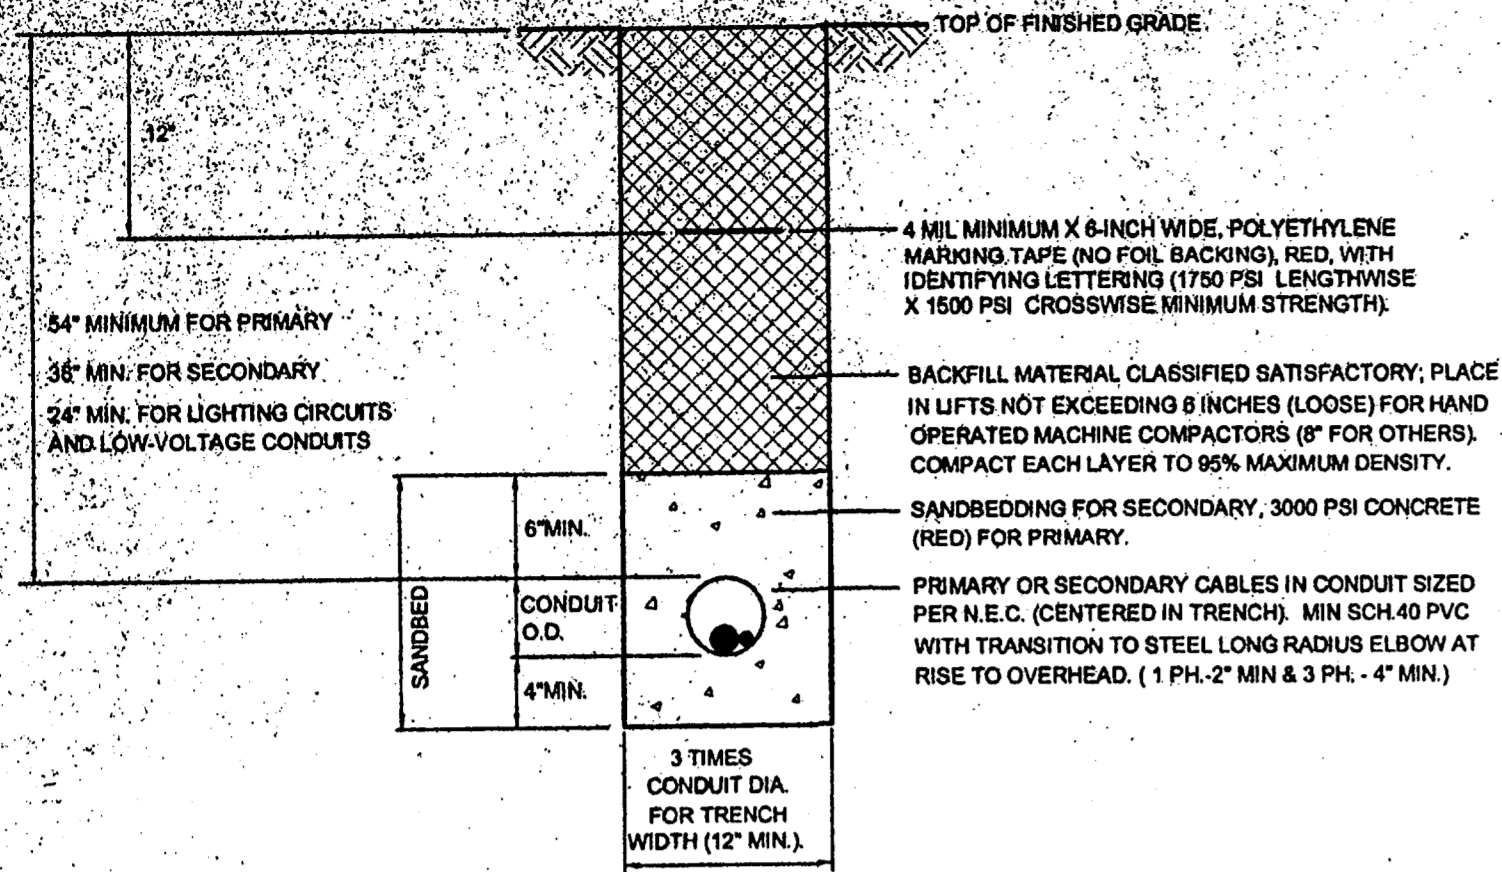 TOP OF FINISHED GRADE
12"
4 MIL MINIMUM X 6-INCH WIDE, POLYETHYLENE
MARKING TAPE (NO FOIL BACKING), RED, WITH
IDENTIFYING LETTERING (1750 PSI LENGTHWISE
X 1500 PSI CROSSWISE MINIMUM STRENGTH).
54" MINIMUM FOR PRIMARY
36" MIN. FOR SECONDARY
24" MIN. FOR LIGHTING CIRCUITS
AND LOW-VOLTAGE CONDUITS
BACKFILL MATERIAL CLASSIFIED SATISFACTORY; PLACE
IN LIFTS NOT EXCEEDING 6 INCHES (LOOSE) FOR HAND
OPERATED MACHINE COMPACTORS (8" FOR OTHERS).
COMPACT EACH LAYER TO 95% MAXIMUM DENSITY.
SANDBEDDING FOR SECONDARY, 3000 PSI CONCRETE
(RED) FOR PRIMARY.
6"MIN.
SANDBED
CONDUIT
O.D.
4"MIN.
PRIMARY OR SECONDARY CABLES IN CONDUIT SIZED
PER N.E.C. (CENTERED IN TRENCH). MIN SCH.40 PVC
WITH TRANSITION TO STEEL LONG RADIUS ELBOW AT
RISE TO OVERHEAD. ( 1 PH.-2" MIN & 3 PH. - 4" MIN.)
3 TIMES
CONDUIT DIA.
FOR TRENCH
WIDTH (12" MIN.).